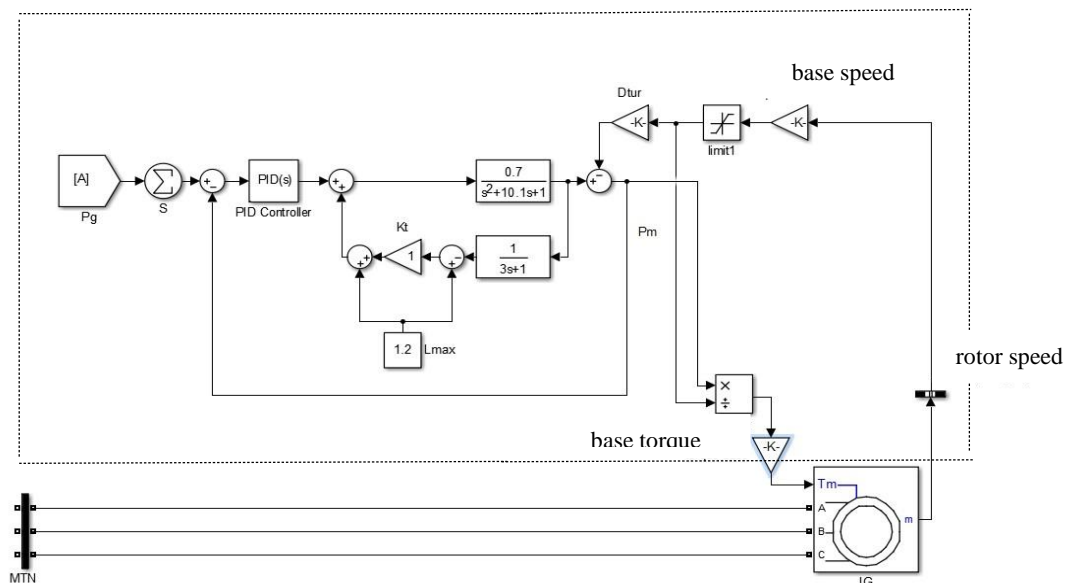 base speed
Dtur
-K-
-K-
limit1
[A]
Pg
S
+
−
PID(s)
PID Controller
+
+
0.7
s²+10.1s+1
+
−
Pm
Kt
+
+
1
+
−
1
3s+1
1.2
Lmax
rotor speed
×
÷
base torque
-K-
Tm
A
B
C
m
MTN
IG